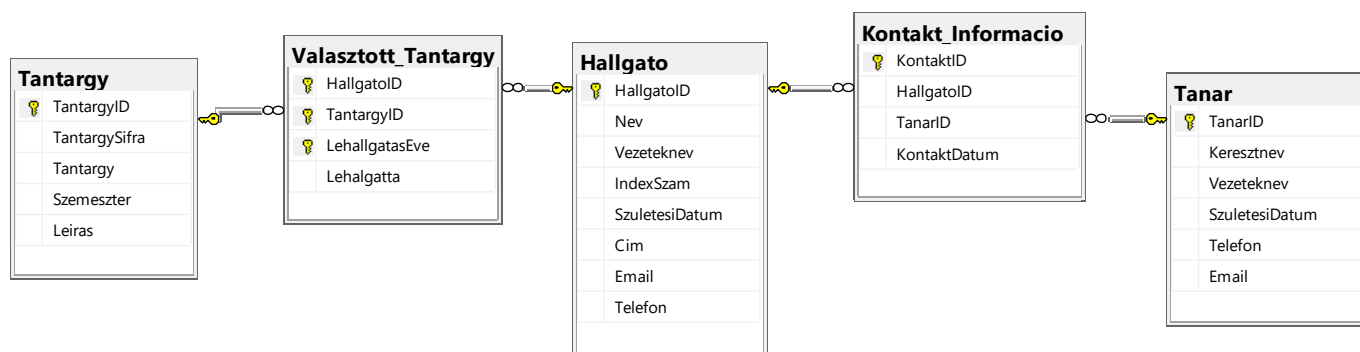 Tantargy
TantargyID
TantargySifra
Tantargy
Szemeszter
Leiras
Valasztott_Tantargy
HallgatoID
TantargyID
LehallgatasEve
Lehalgatta
Hallgato
HallgatoID
Nev
Vezeteknev
IndexSzam
SzuletesiDatum
Cim
Email
Telefon
Kontakt_Informacio
KontaktID
HallgatoID
TanarID
KontaktDatum
Tanar
TanarID
Keresztnev
Vezeteknev
SzuletesiDatum
Telefon
Email